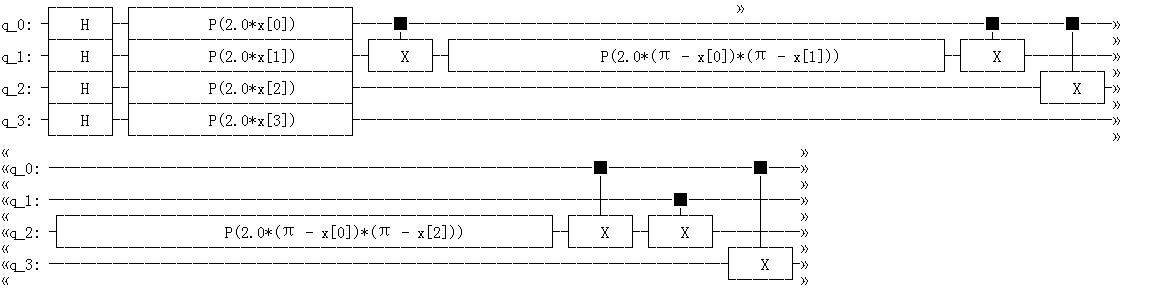 »
q_0: H P(2.0*x[0]) ■ ■ ■ »
»
q_1: H P(2.0*x[1]) X P(2.0*(π - x[0])*(π - x[1])) X »
»
q_2: H P(2.0*x[2]) X »
»
q_3: H P(2.0*x[3]) »
»
« »
«q_0: ■ ■ »
« »
«q_1: ■ »
« »
«q_2: P(2.0*(π - x[0])*(π - x[2])) X X »
« »
«q_3: X »
« »